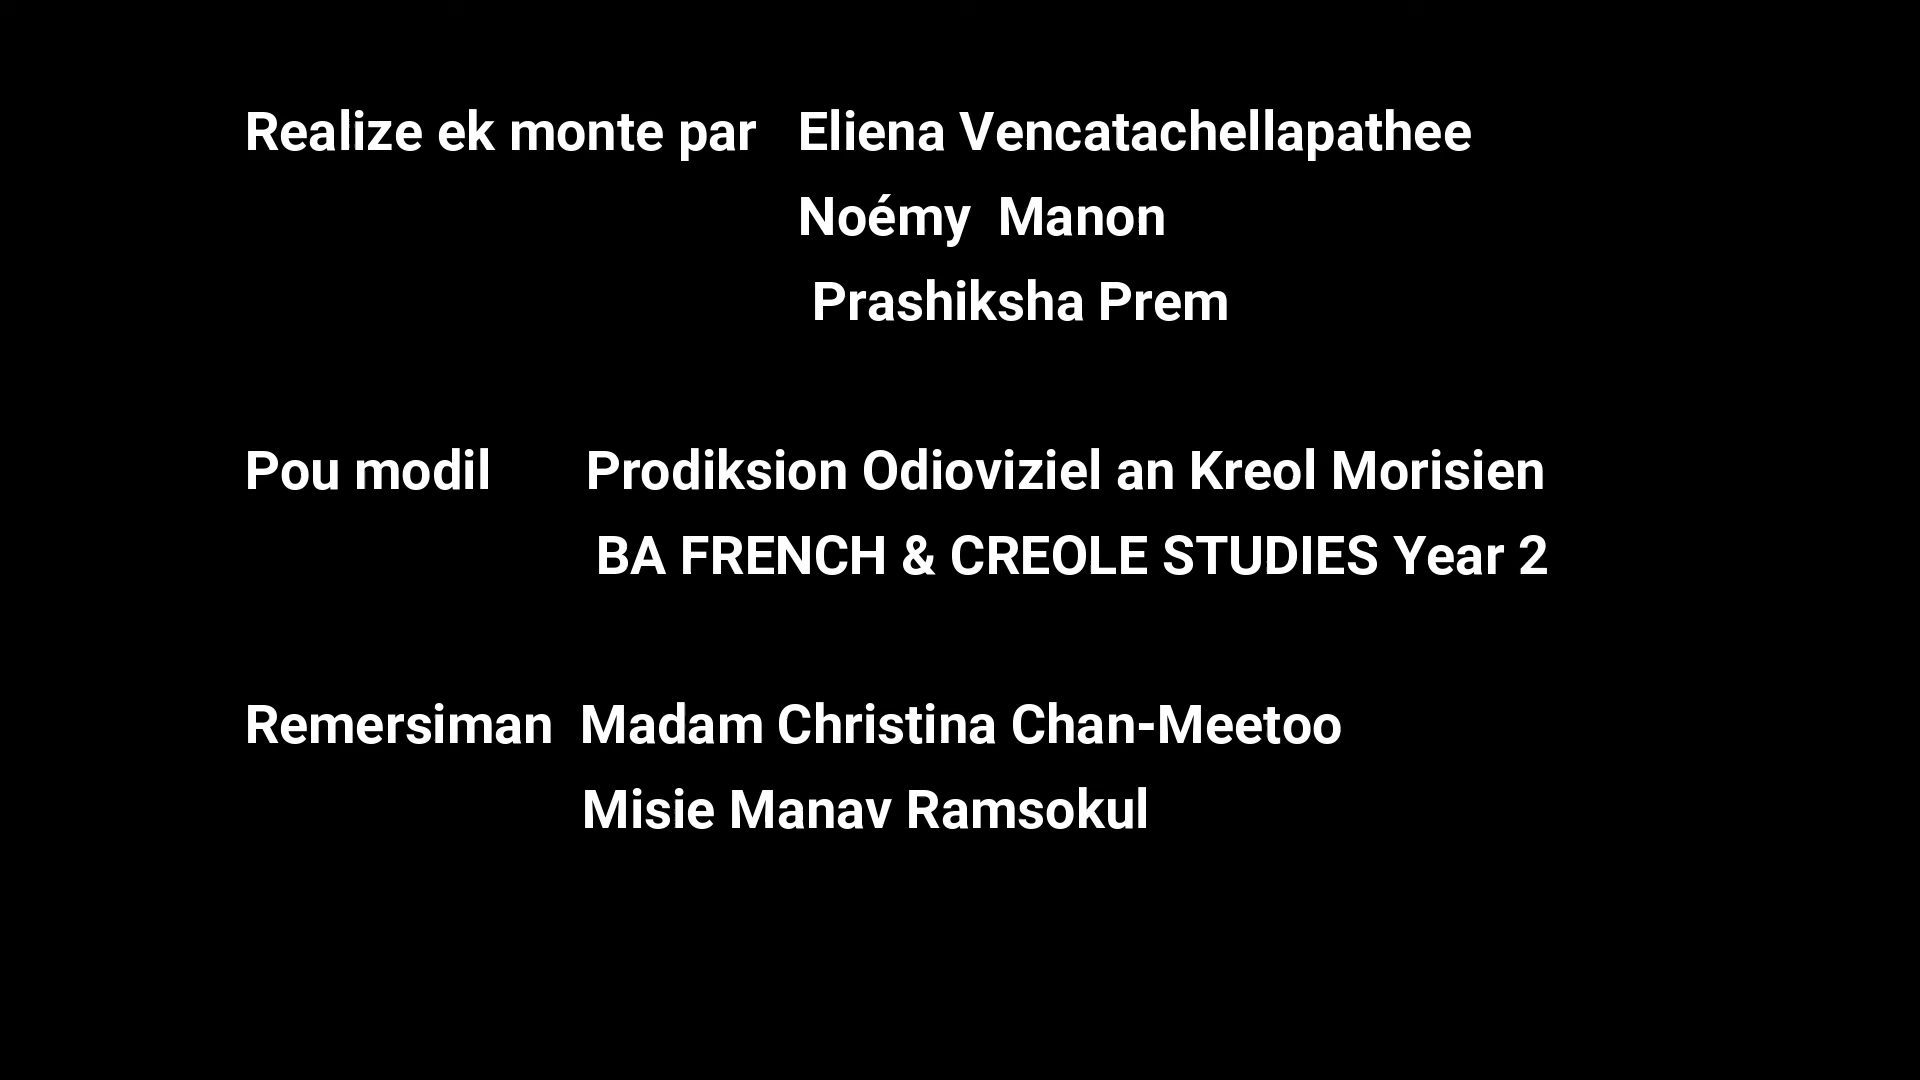 Realize ek monte par Eliena Vencatachellapathee
Noémy Manon
Prashiksha Prem
Pou modil Prodiksion Odioviziel an Kreol Morisien
BA FRENCH & CREOLE STUDIES Year 2
Remersiman Madam Christina Chan-Meetoo
Misie Manav Ramsokul